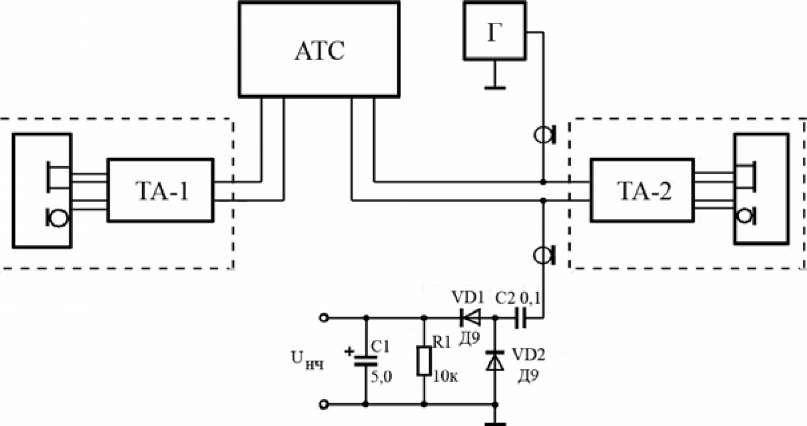 АТС
Г
ТА-1
ТА-2
VD1
C2 0,1
Д9
VD2
Д9
R1
10к
+
C1
5,0
Uнч